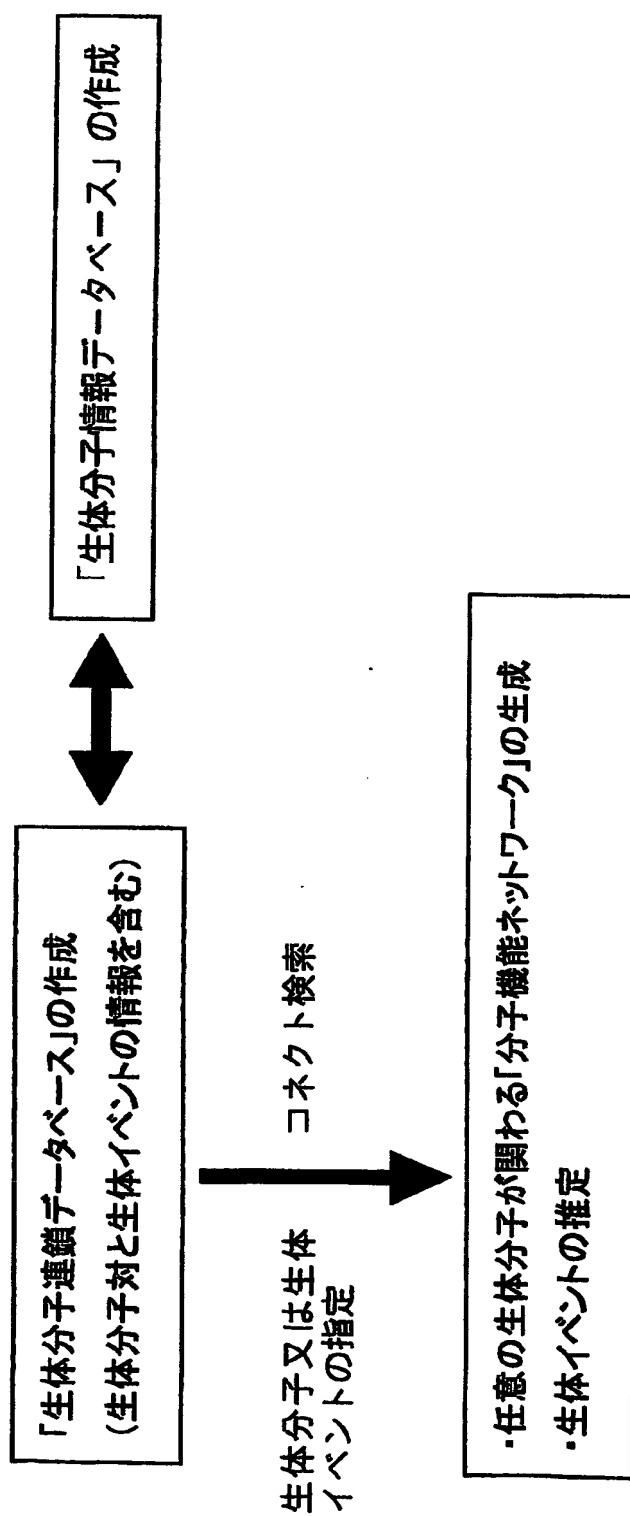 「生体分子連鎖データベース」の作成
(生体分子対と生体イベントの情報を含む)
「生体分子情報データベース」の作成
生体分子又は生体
イベントの指定
コネクト検索
・任意の生体分子が関わる「分子機能ネットワーク」の生成
・生体イベントの推定